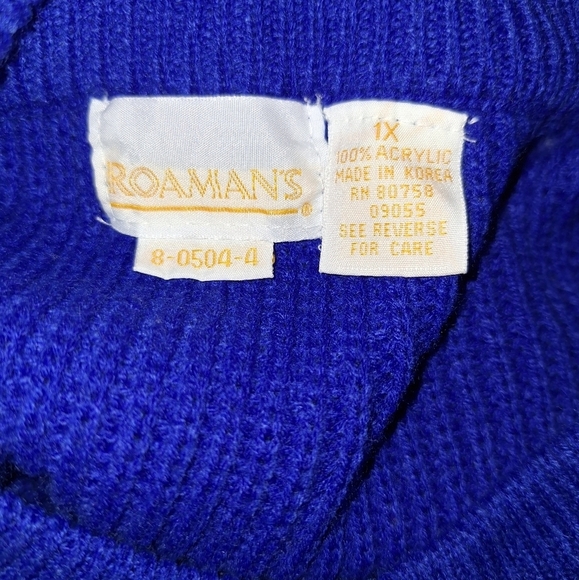 ROAMAN'S®
8-0504-4
1X
100% ACRYLIC
MADE IN KOREA
RN 80758
09055
SEE REVERSE
FOR CARE